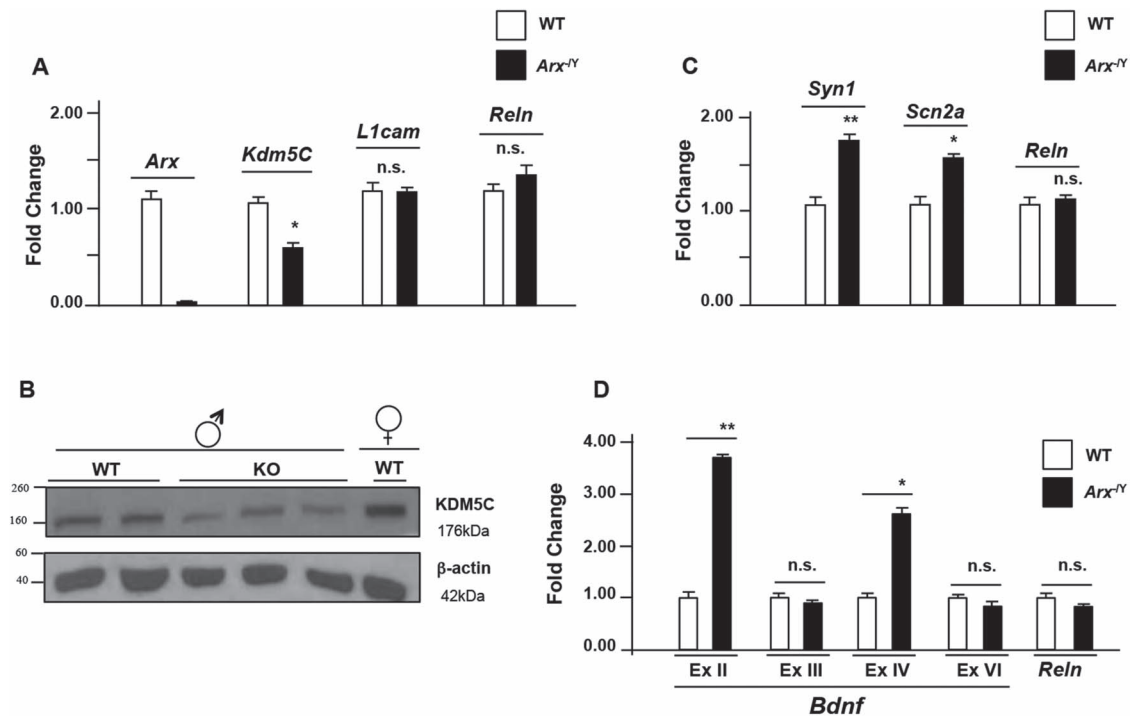 WT
Arx-/Y
A
Fold Change
2.00
1.00
0.00
Arx
Kdm5C
*
L1cam
n.s.
Reln
n.s.
WT
Arx-/Y
C
Fold Change
2.00
1.00
0.00
Syn1
**
Scn2a
*
Reln
n.s.
B
WT
KO
WT
260
160
KDM5C
176kDa
60
40
β-actin
42kDa
D
WT
Arx-/Y
Fold Change
4.00
3.00
2.00
1.00
0.00
**
n.s.
*
n.s.
n.s.
Ex II
Ex III
Ex IV
Ex VI
Reln
Bdnf